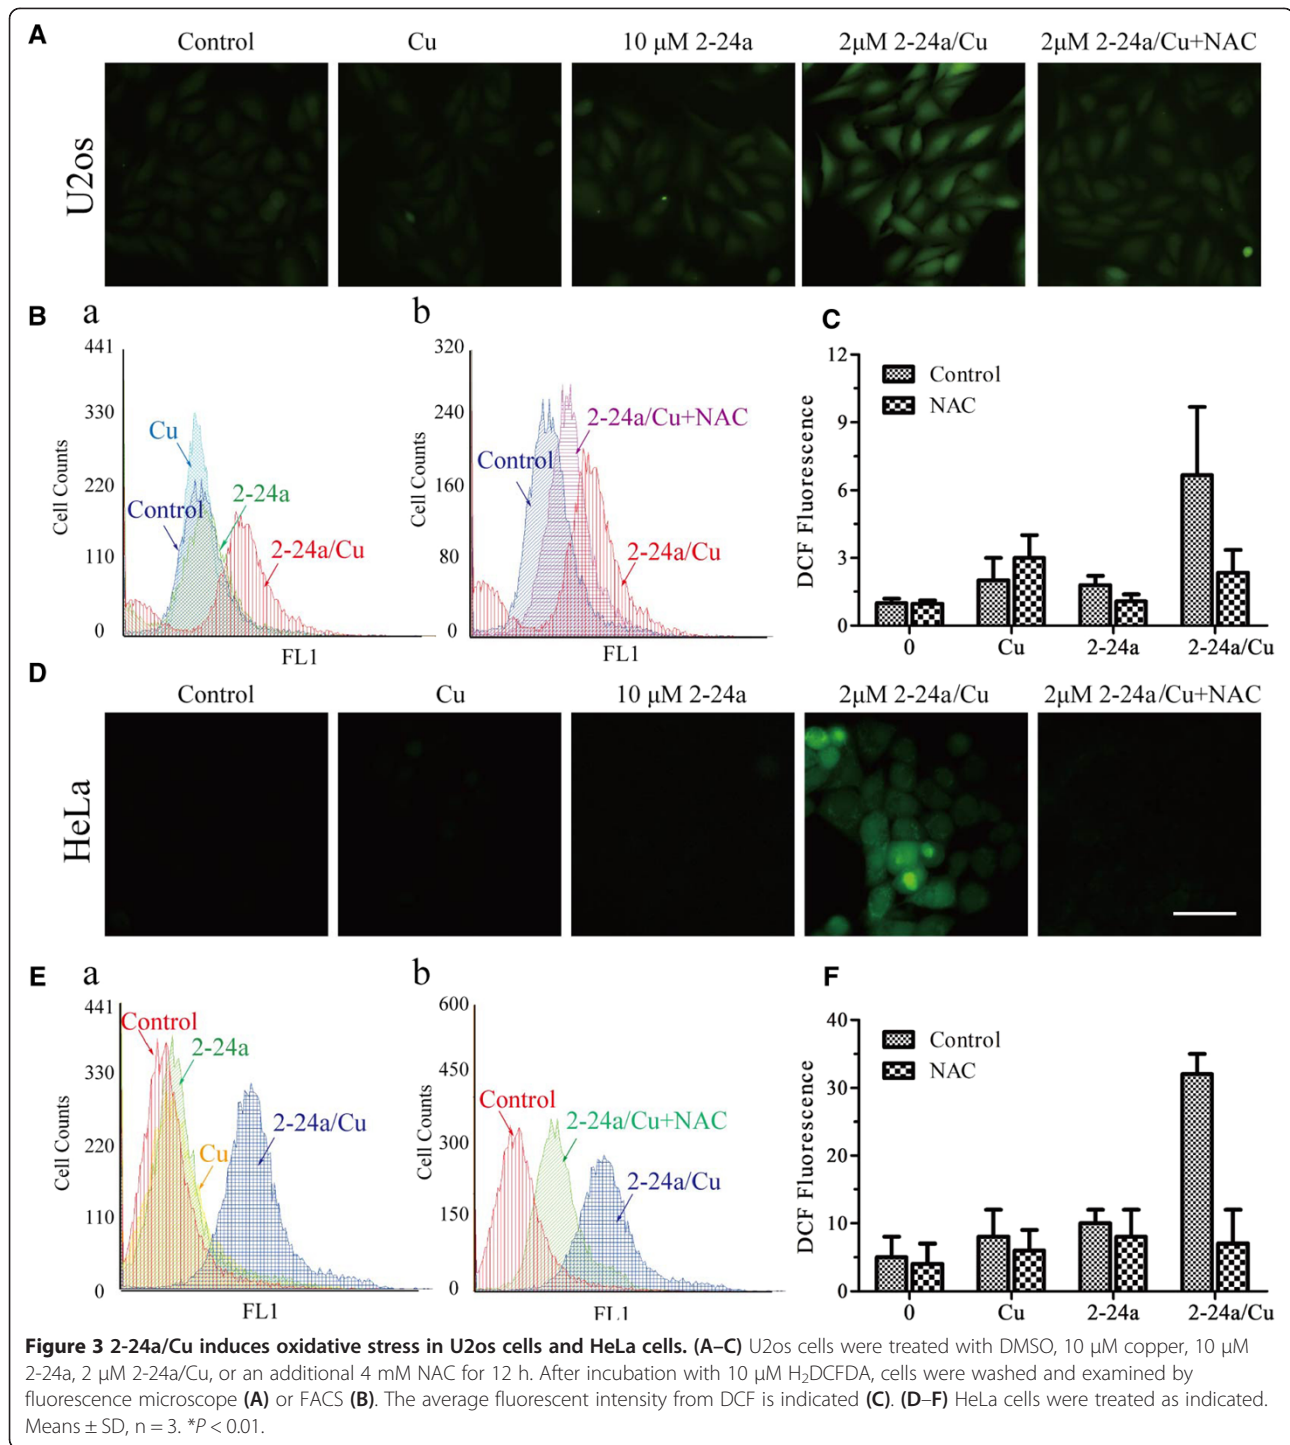 A
Control
Cu
10 μM 2-24a
2μM 2-24a/Cu
2μM 2-24a/Cu+NAC
U2os
B
a
441
330
220
110
0
Cell Counts
Cu
Control
2-24a
2-24a/Cu
FL1
b
320
240
160
80
0
Cell Counts
Control
2-24a/Cu+NAC
2-24a/Cu
FL1
C
12
9
6
3
0
DCF Fluorescence
Control
NAC
0
Cu
2-24a
2-24a/Cu
D
Control
Cu
10 μM 2-24a
2μM 2-24a/Cu
2μM 2-24a/Cu+NAC
HeLa
E
a
441
330
220
110
0
Cell Counts
Control
2-24a
Cu
2-24a/Cu
FL1
b
600
450
300
150
0
Cell Counts
Control
2-24a/Cu+NAC
2-24a/Cu
FL1
F
40
30
20
10
0
DCF Fluorescence
Control
NAC
0
Cu
2-24a
2-24a/Cu
Figure 3 2-24a/Cu induces oxidative stress in U2os cells and HeLa cells. (A–C) U2os cells were treated with DMSO, 10 μM copper, 10 μM
2-24a, 2 μM 2-24a/Cu, or an additional 4 mM NAC for 12 h. After incubation with 10 μM H₂DCFDA, cells were washed and examined by
fluorescence microscope (A) or FACS (B). The average fluorescent intensity from DCF is indicated (C). (D–F) HeLa cells were treated as indicated.
Means ± SD, n = 3. *P < 0.01.